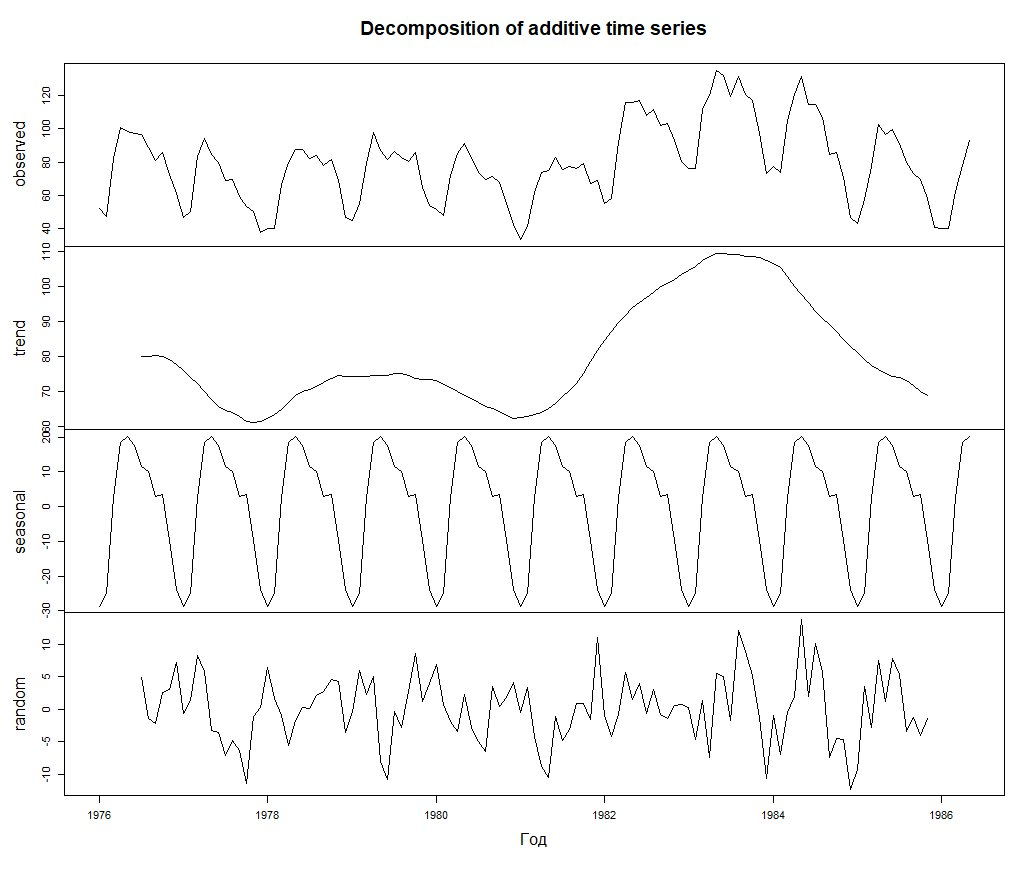 Decomposition of additive time series
observed
40 60 80 100 120
trend
60 70 80 90 100 110
seasonal
-30 -20 -10 0 10 20
random
-10 -5 0 5 10
1976 1978 1980 1982 1984 1986
Год